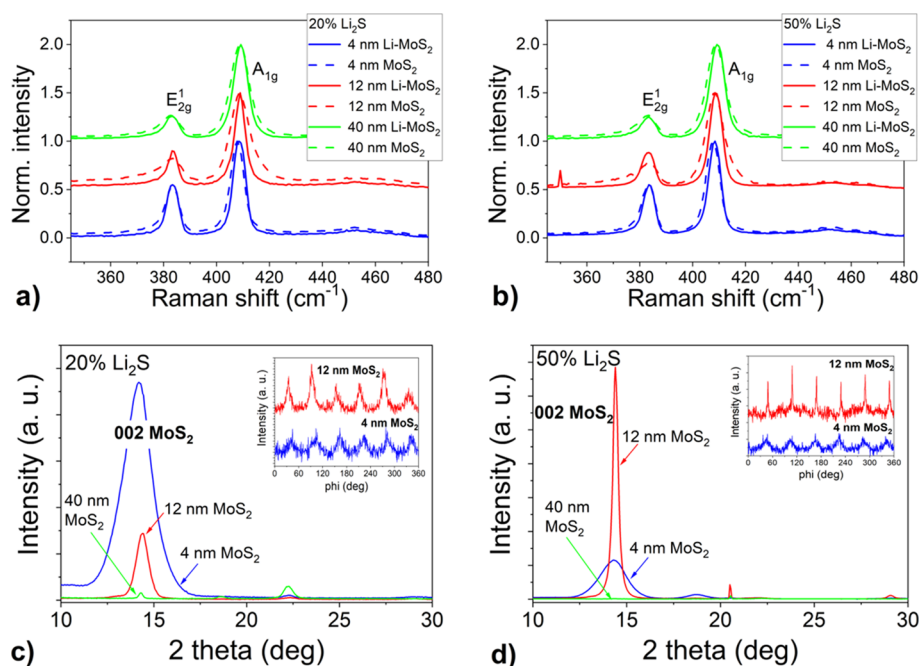 20% Li₂S
4 nm Li-MoS₂
4 nm MoS₂
12 nm Li-MoS₂
12 nm MoS₂
40 nm Li-MoS₂
40 nm MoS₂
E¹₂g
A₁g
Norm. intensity
2.0
1.5
1.0
0.5
0.0
360 380 400 420 440 460 480
Raman shift (cm⁻¹)
a)
50% Li₂S
4 nm Li-MoS₂
4 nm MoS₂
12 nm Li-MoS₂
12 nm MoS₂
40 nm Li-MoS₂
40 nm MoS₂
E¹₂g
A₁g
Norm. intensity
2.0
1.5
1.0
0.5
0.0
360 380 400 420 440 460 480
Raman shift (cm⁻¹)
b)
20% Li₂S
002 MoS₂
40 nm
MoS₂
12 nm MoS₂
4 nm MoS₂
Intensity (a. u.)
10 15 20 25 30
2 theta (deg)
c)
12 nm MoS₂
4 nm MoS₂
Intensity (a. u.)
0 60 120 180 240 300 360
phi (deg)
50% Li₂S
002 MoS₂
12 nm MoS₂
40 nm
MoS₂
4 nm MoS₂
Intensity (a. u.)
10 15 20 25 30
2 theta (deg)
d)
12 nm MoS₂
4 nm MoS₂
Intensity (a. u.)
0 60 120 180 240 300 360
phi (deg)